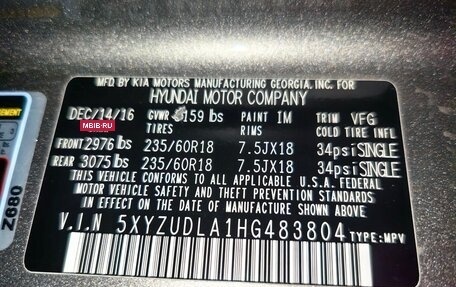 MFD BY KIA MOTORS MANUFACTURING GEORGIA, INC. FOR
HYUNDAI MOTOR COMPANY
DEC/14/16 GVWR 159 lbs PAINT IM TRIM VFG
MBIB.RU
TIRES RIMS COLD TIRE INFL
FRONT 2976 lbs 235/60R18 7.5JX18 34psi SINGLE
REAR 3075 lbs 235/60R18 7.5JX18 34psi SINGLE
THIS VEHICLE CONFORMS TO ALL APPLICABLE U.S.A. FEDERAL
MOTOR VEHICLE SAFETY AND THEFT PREVENTION STANDARDS
IN EFFECT ON THE DATE OF MANUFACTURE SHOWN ABOVE.
V.I.N 5XYZUDLA1HG483804 TYPE: MPV
Z680